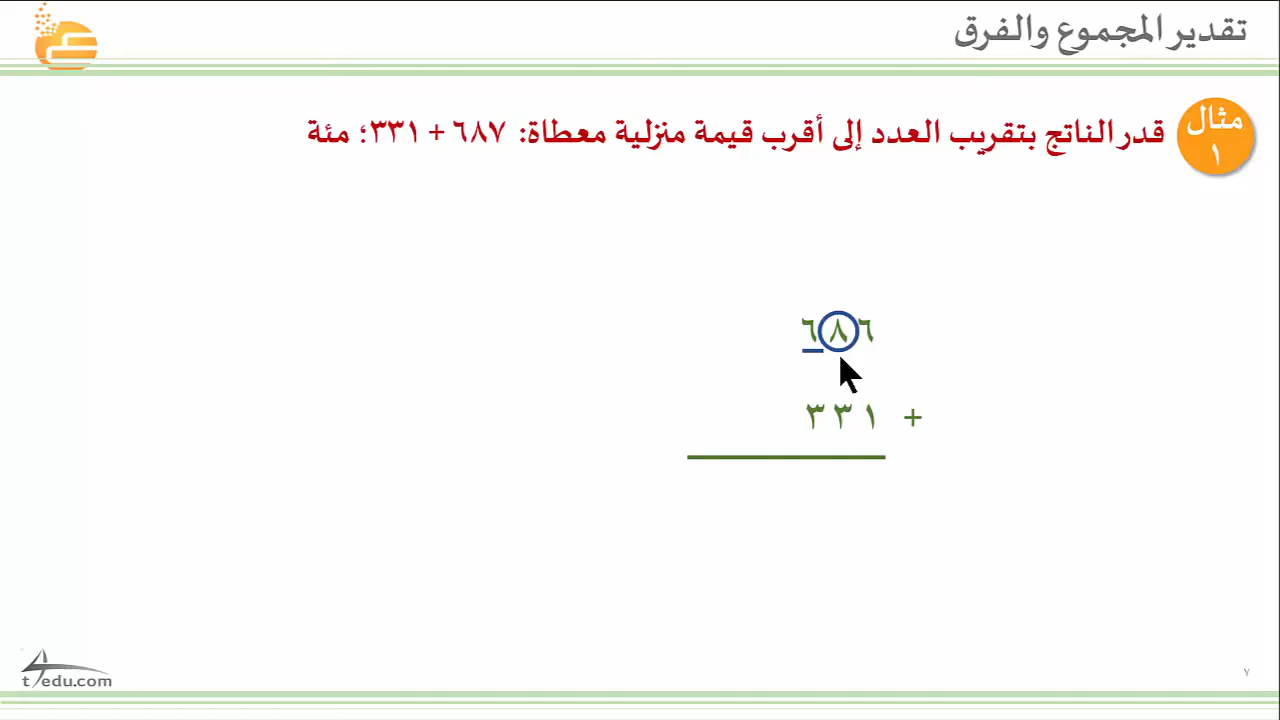 تقدير المجموع والفرق
مثال ١
قدر الناتج بتقريب العدد إلى أقرب قيمة منزلية معطاة: ٦٨٧ + ٣٣١؛ مئة
٦٨٦
٣٣١ +
t4edu.com
٧